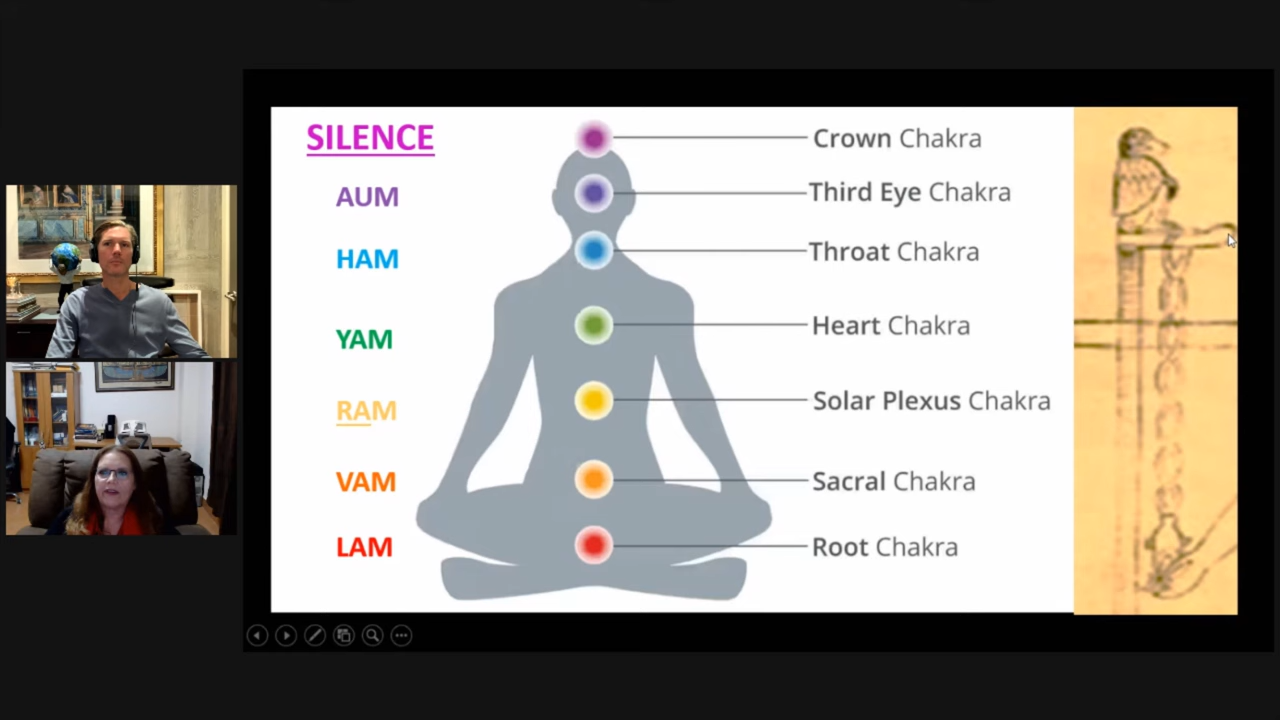 SILENCE
Crown Chakra
AUM
Third Eye Chakra
HAM
Throat Chakra
YAM
Heart Chakra
RAM
Solar Plexus Chakra
VAM
Sacral Chakra
LAM
Root Chakra